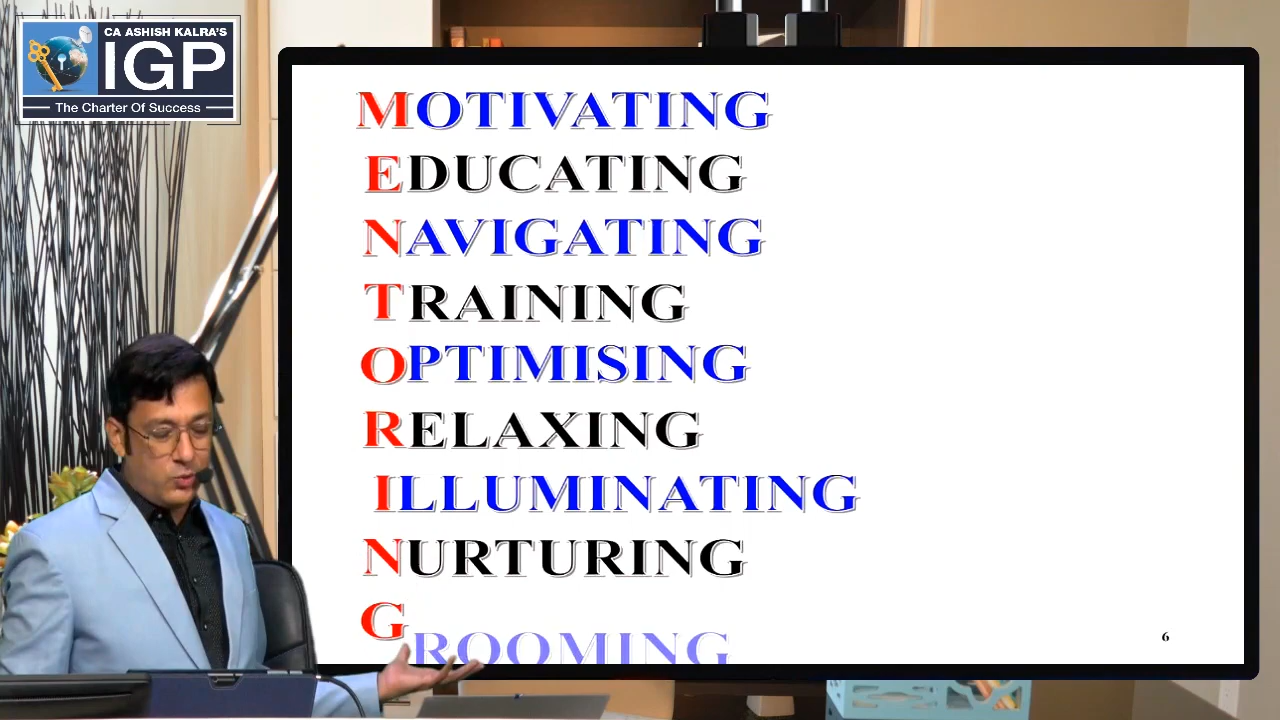 CA ASHISH KALRA'S
IGP
The Charter Of Success
MOTIVATING
EDUCATING
NAVIGATING
TRAINING
OPTIMISING
RELAXING
ILLUMINATING
NURTURING
GROOMING
6